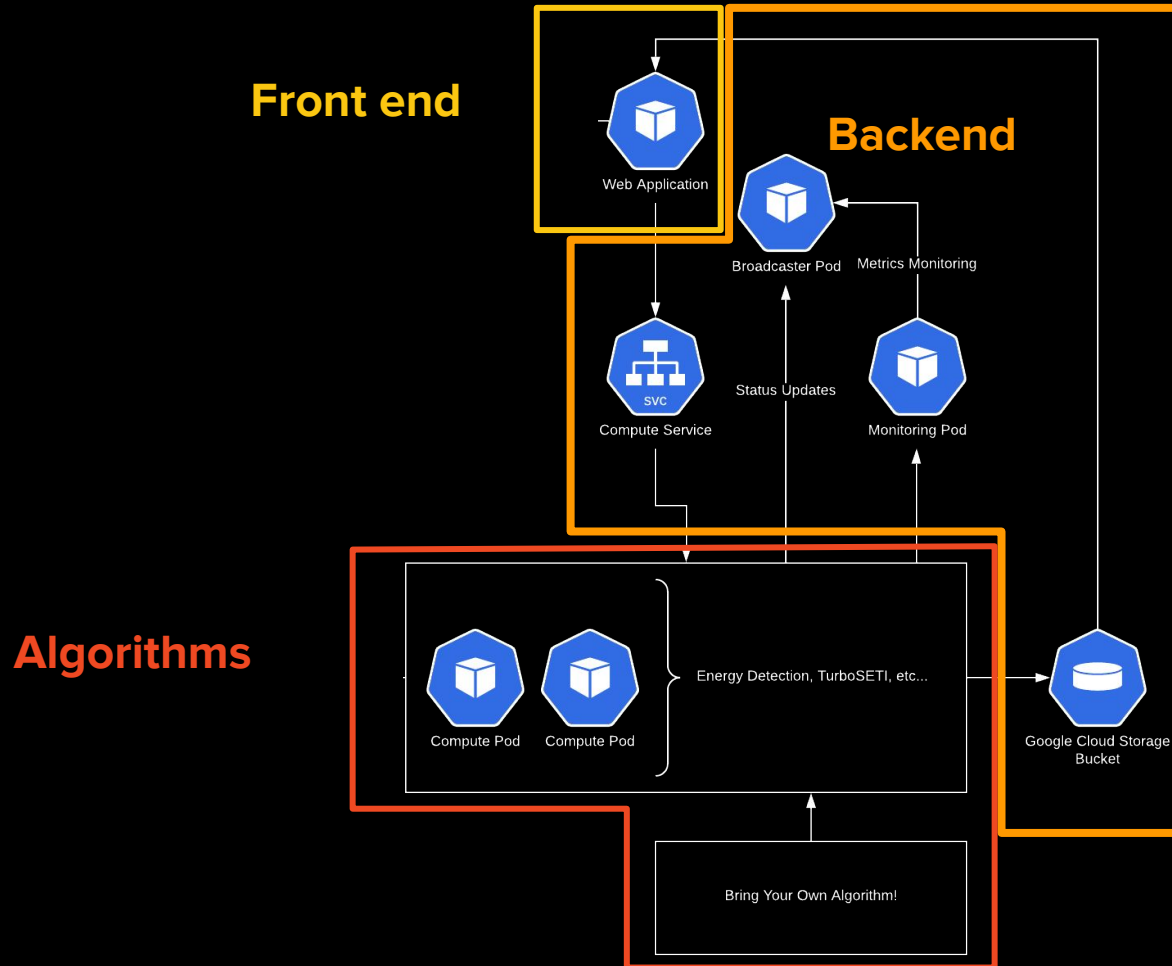 Front end
Web Application
Backend
Broadcaster Pod
Metrics Monitoring
svc
Compute Service
Status Updates
Monitoring Pod
Algorithms
Compute Pod
Compute Pod
Energy Detection, TurboSETI, etc...
Google Cloud Storage
Bucket
Bring Your Own Algorithm!